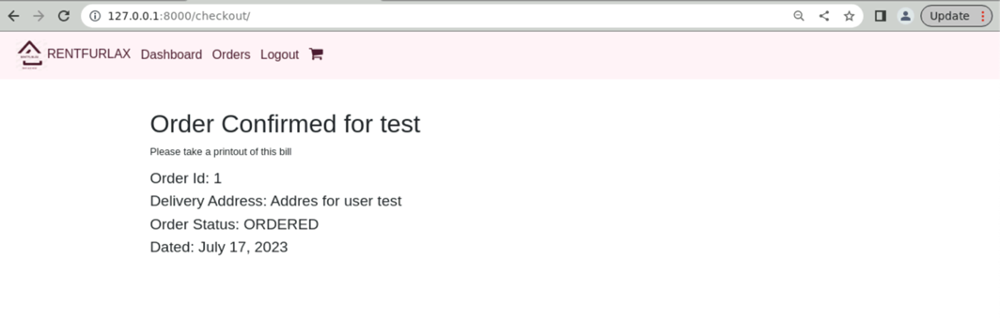 127.0.0.1:8000/checkout/
Update
RENTFURLAX Dashboard Orders Logout
Order Confirmed for test
Please take a printout of this bill
Order Id: 1
Delivery Address: Addres for user test
Order Status: ORDERED
Dated: July 17, 2023